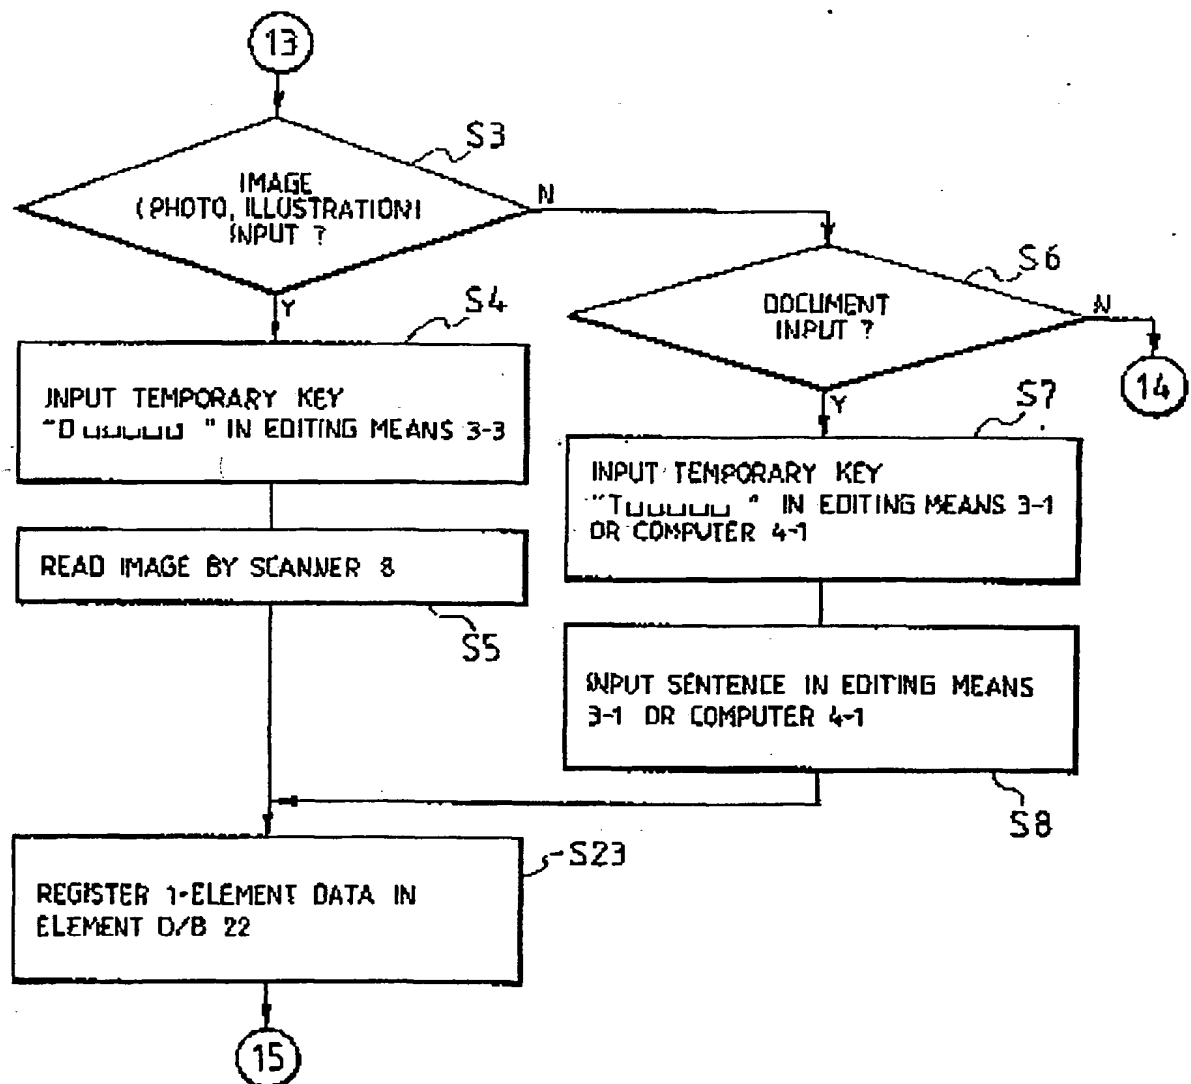 13
S3
IMAGE
(PHOTO, ILLUSTRATION)
INPUT ?
N
Y
S6
DOCUMENT
INPUT ?
N
Y
14
S4
INPUT TEMPORARY KEY
"D␣␣␣␣␣ " IN EDITING MEANS 3-3
S7
INPUT TEMPORARY KEY
"T␣␣␣␣␣ " IN EDITING MEANS 3-1
OR COMPUTER 4-1
READ IMAGE BY SCANNER 8
S5
INPUT SENTENCE IN EDITING MEANS
3-1 OR COMPUTER 4-1
S8
S23
REGISTER 1-ELEMENT DATA IN
ELEMENT D/B 22
15